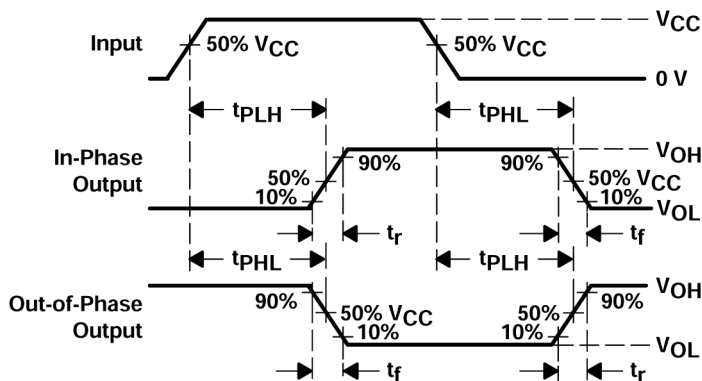 VCC
Input
50% VCC
50% VCC
0 V
tPLH
tPHL
In-Phase
Output
VOH
90%
90%
50%
50% VCC
10%
10%
VOL
tr
tf
tPHL
tPLH
Out-of-Phase
Output
VOH
90%
90%
50% VCC
50%
10%
10%
VOL
tf
tr